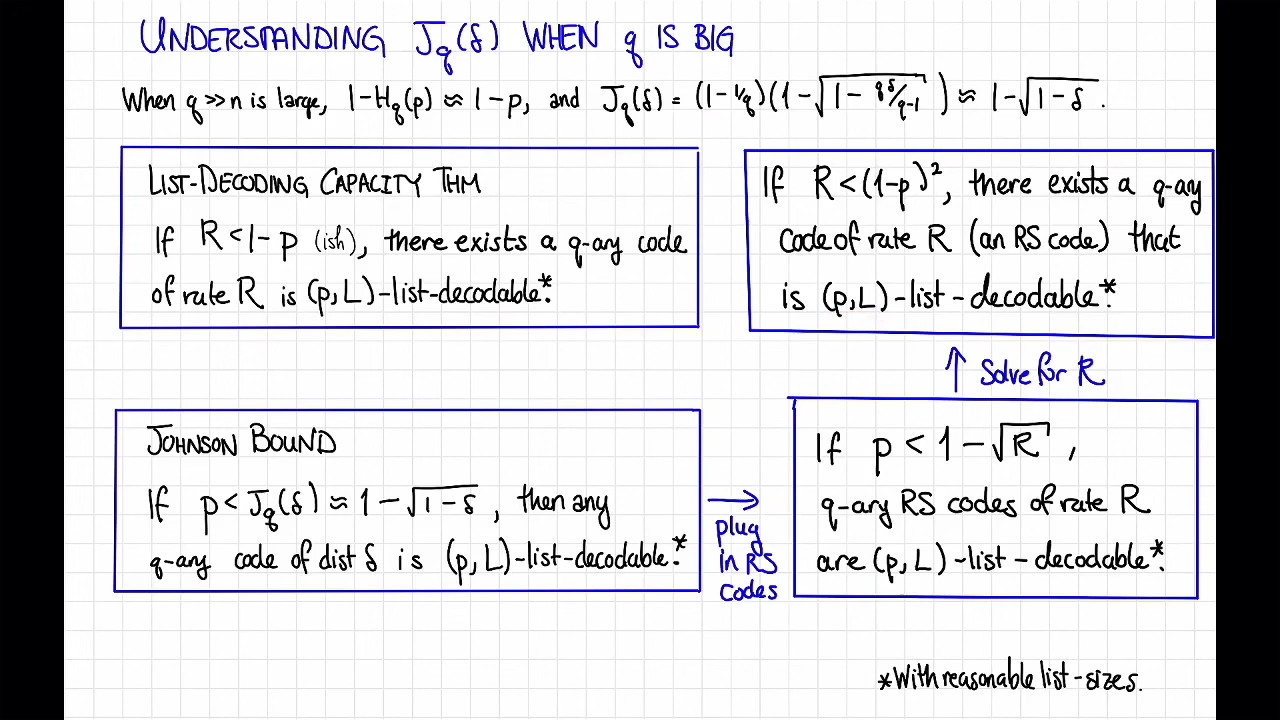 UNDERSTANDING J_q(δ) WHEN q IS BIG
When q >> n is large, 1-H_q(p) ≈ 1-p, and J_q(δ) = (1-1/q)(1-√(1- qδ/q-1)) ≈ 1-√(1-δ).
LIST-DECODING CAPACITY THM
If R < 1-p (ish), there exists a q-ary code
of rate R is (p,L)-list-decodable*.
If R < (1-p)², there exists a q-ary
code of rate R (an RS code) that
is (p,L)-list-decodable*.
↑ Solve for R
JOHNSON BOUND
If p < J_q(δ) ≈ 1-√(1-δ), then any
q-ary code of dist δ is (p,L)-list-decodable.*
→
plug
in RS
codes
If p < 1-√R,
q-ary RS codes of rate R
are (p,L)-list-decodable*.
*With reasonable list-sizes.